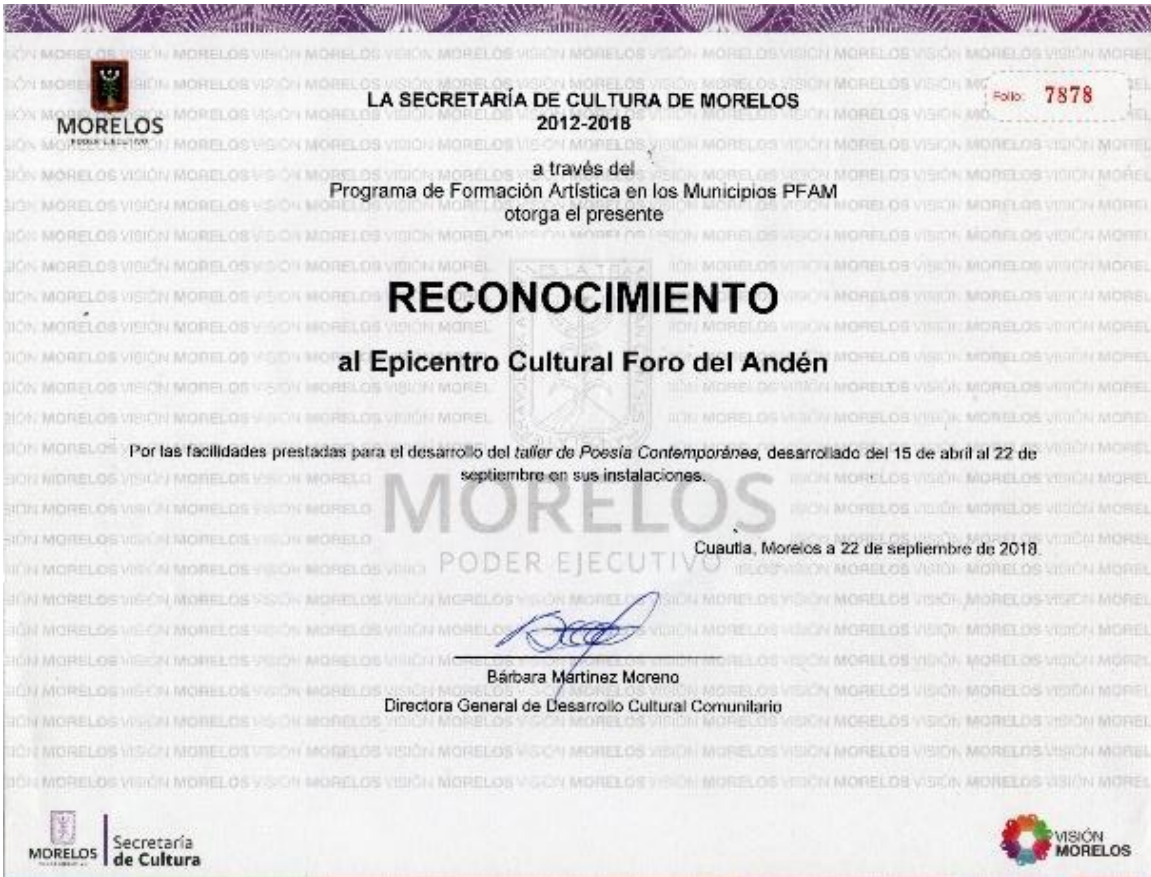 MORELOS
PODER EJECUTIVO
Folio: 7878
LA SECRETARÍA DE CULTURA DE MORELOS
2012-2018
a través del
Programa de Formación Artística en los Municipios PFAM
otorga el presente
RECONOCIMIENTO
al Epicentro Cultural Foro del Andén
Por las facilidades prestadas para el desarrollo del taller de Poesía Contemporánea, desarrollado del 15 de abril al 22 de
septiembre en sus instalaciones.
MORELOS
PODER EJECUTIVO
Cuautla, Morelos a 22 de septiembre de 2018.
Bárbara Martínez Moreno
Directora General de Desarrollo Cultural Comunitario
MORELOS
Secretaría
de Cultura
VISIÓN
MORELOS